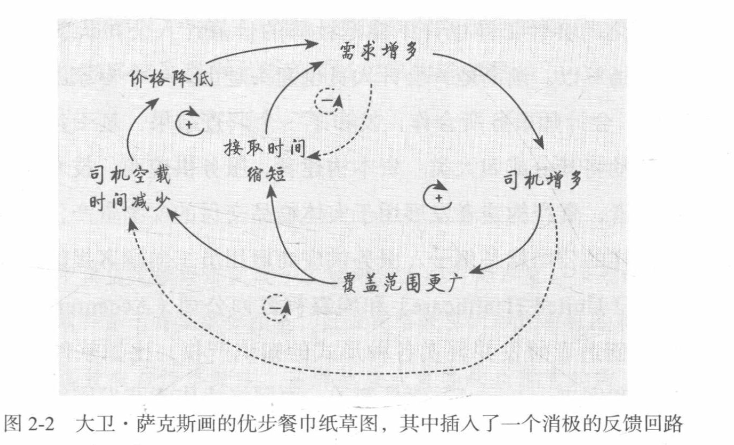 需求增多
价格降低
接取时间
缩短
司机空载
时间减少
司机增多
覆盖范围更广
+
+
−
−
图 2-2 大卫·萨克斯画的优步餐巾纸草图，其中插入了一个消极的反馈回路